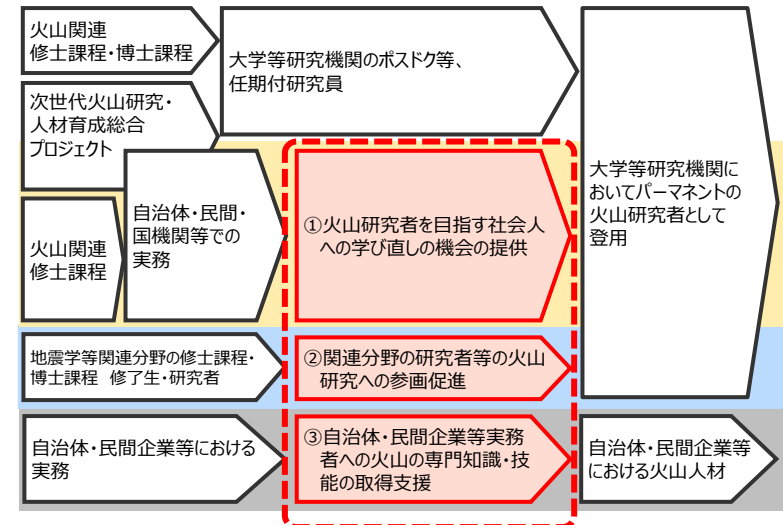 火山関連
修士課程・博士課程
大学等研究機関のポスドク等、
任期付研究員
次世代火山研究・
人材育成総合
プロジェクト
火山関連
修士課程
自治体・民間・
国機関等での
実務
①火山研究者を目指す社会人
への学び直しの機会の提供
大学等研究機関に
おいてパーマネントの
火山研究者として
登用
地震学等関連分野の修士課程・
博士課程　修了生・研究者
②関連分野の研究者等の火山
研究への参画促進
自治体・民間企業等における
実務
③自治体・民間企業等実務
者への火山の専門知識・技
能の取得支援
自治体・民間企業等
における火山人材